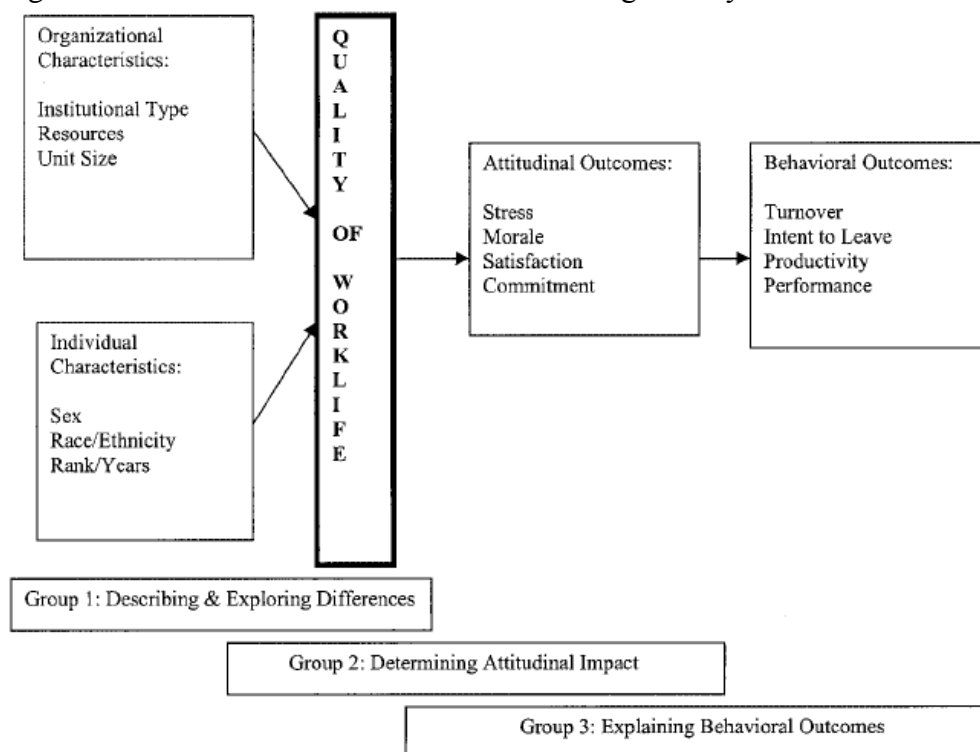 Organizational
Characteristics:
Institutional Type
Resources
Unit Size
Individual
Characteristics:
Sex
Race/Ethnicity
Rank/Years
QUALITY OF WORKLIFE
Attitudinal Outcomes:
Stress
Morale
Satisfaction
Commitment
Behavioral Outcomes:
Turnover
Intent to Leave
Productivity
Performance
Group 1: Describing & Exploring Differences
Group 2: Determining Attitudinal Impact
Group 3: Explaining Behavioral Outcomes